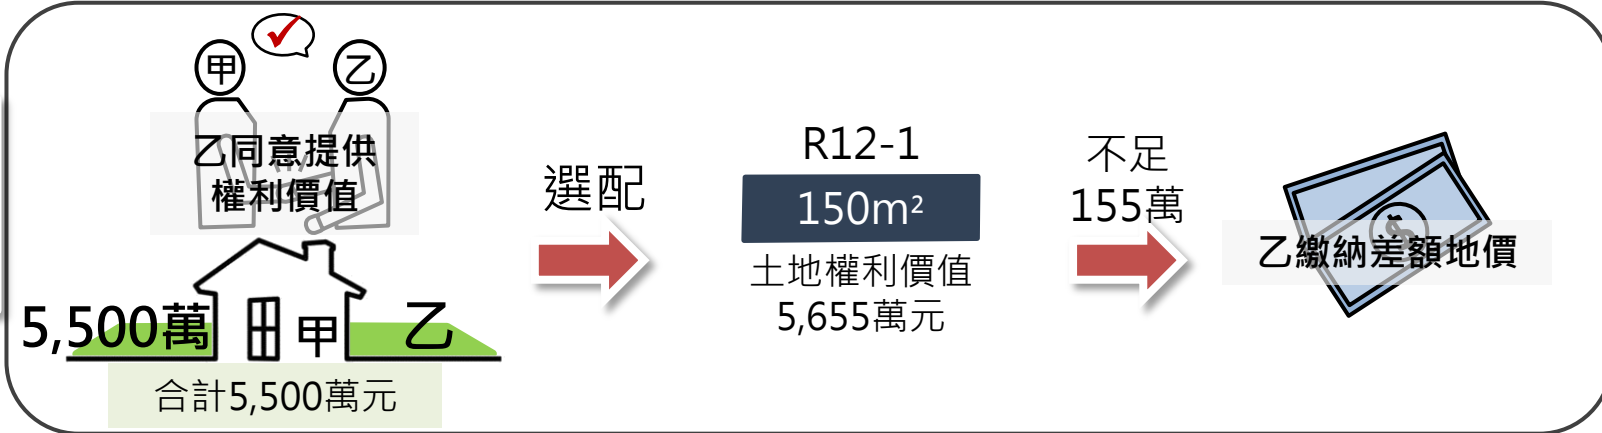 甲
乙
乙同意提供
權利價值
5,500萬
甲
乙
合計5,500萬元
選配
R12-1
150m²
土地權利價值
5,655萬元
不足
155萬
$
乙繳納差額地價